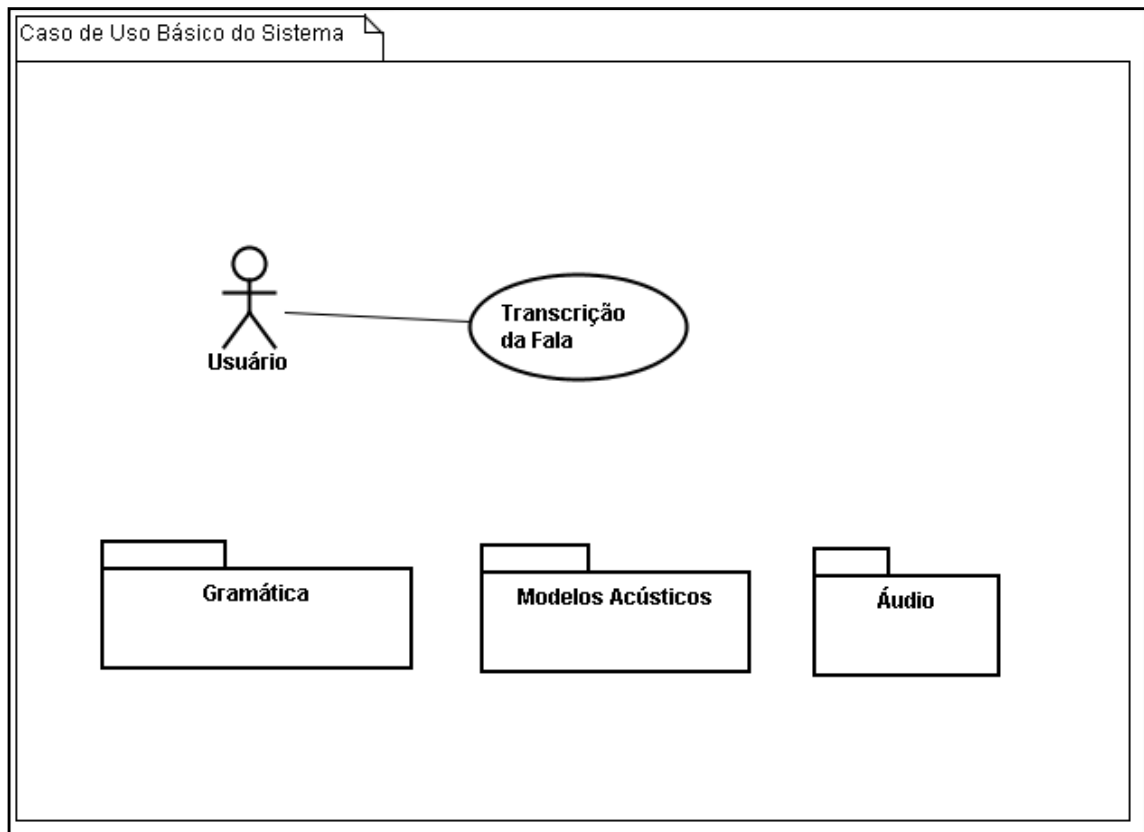 Caso de Uso Básico do Sistema
Transcrição
da Fala
Usuário
Gramática
Modelos Acústicos
Áudio